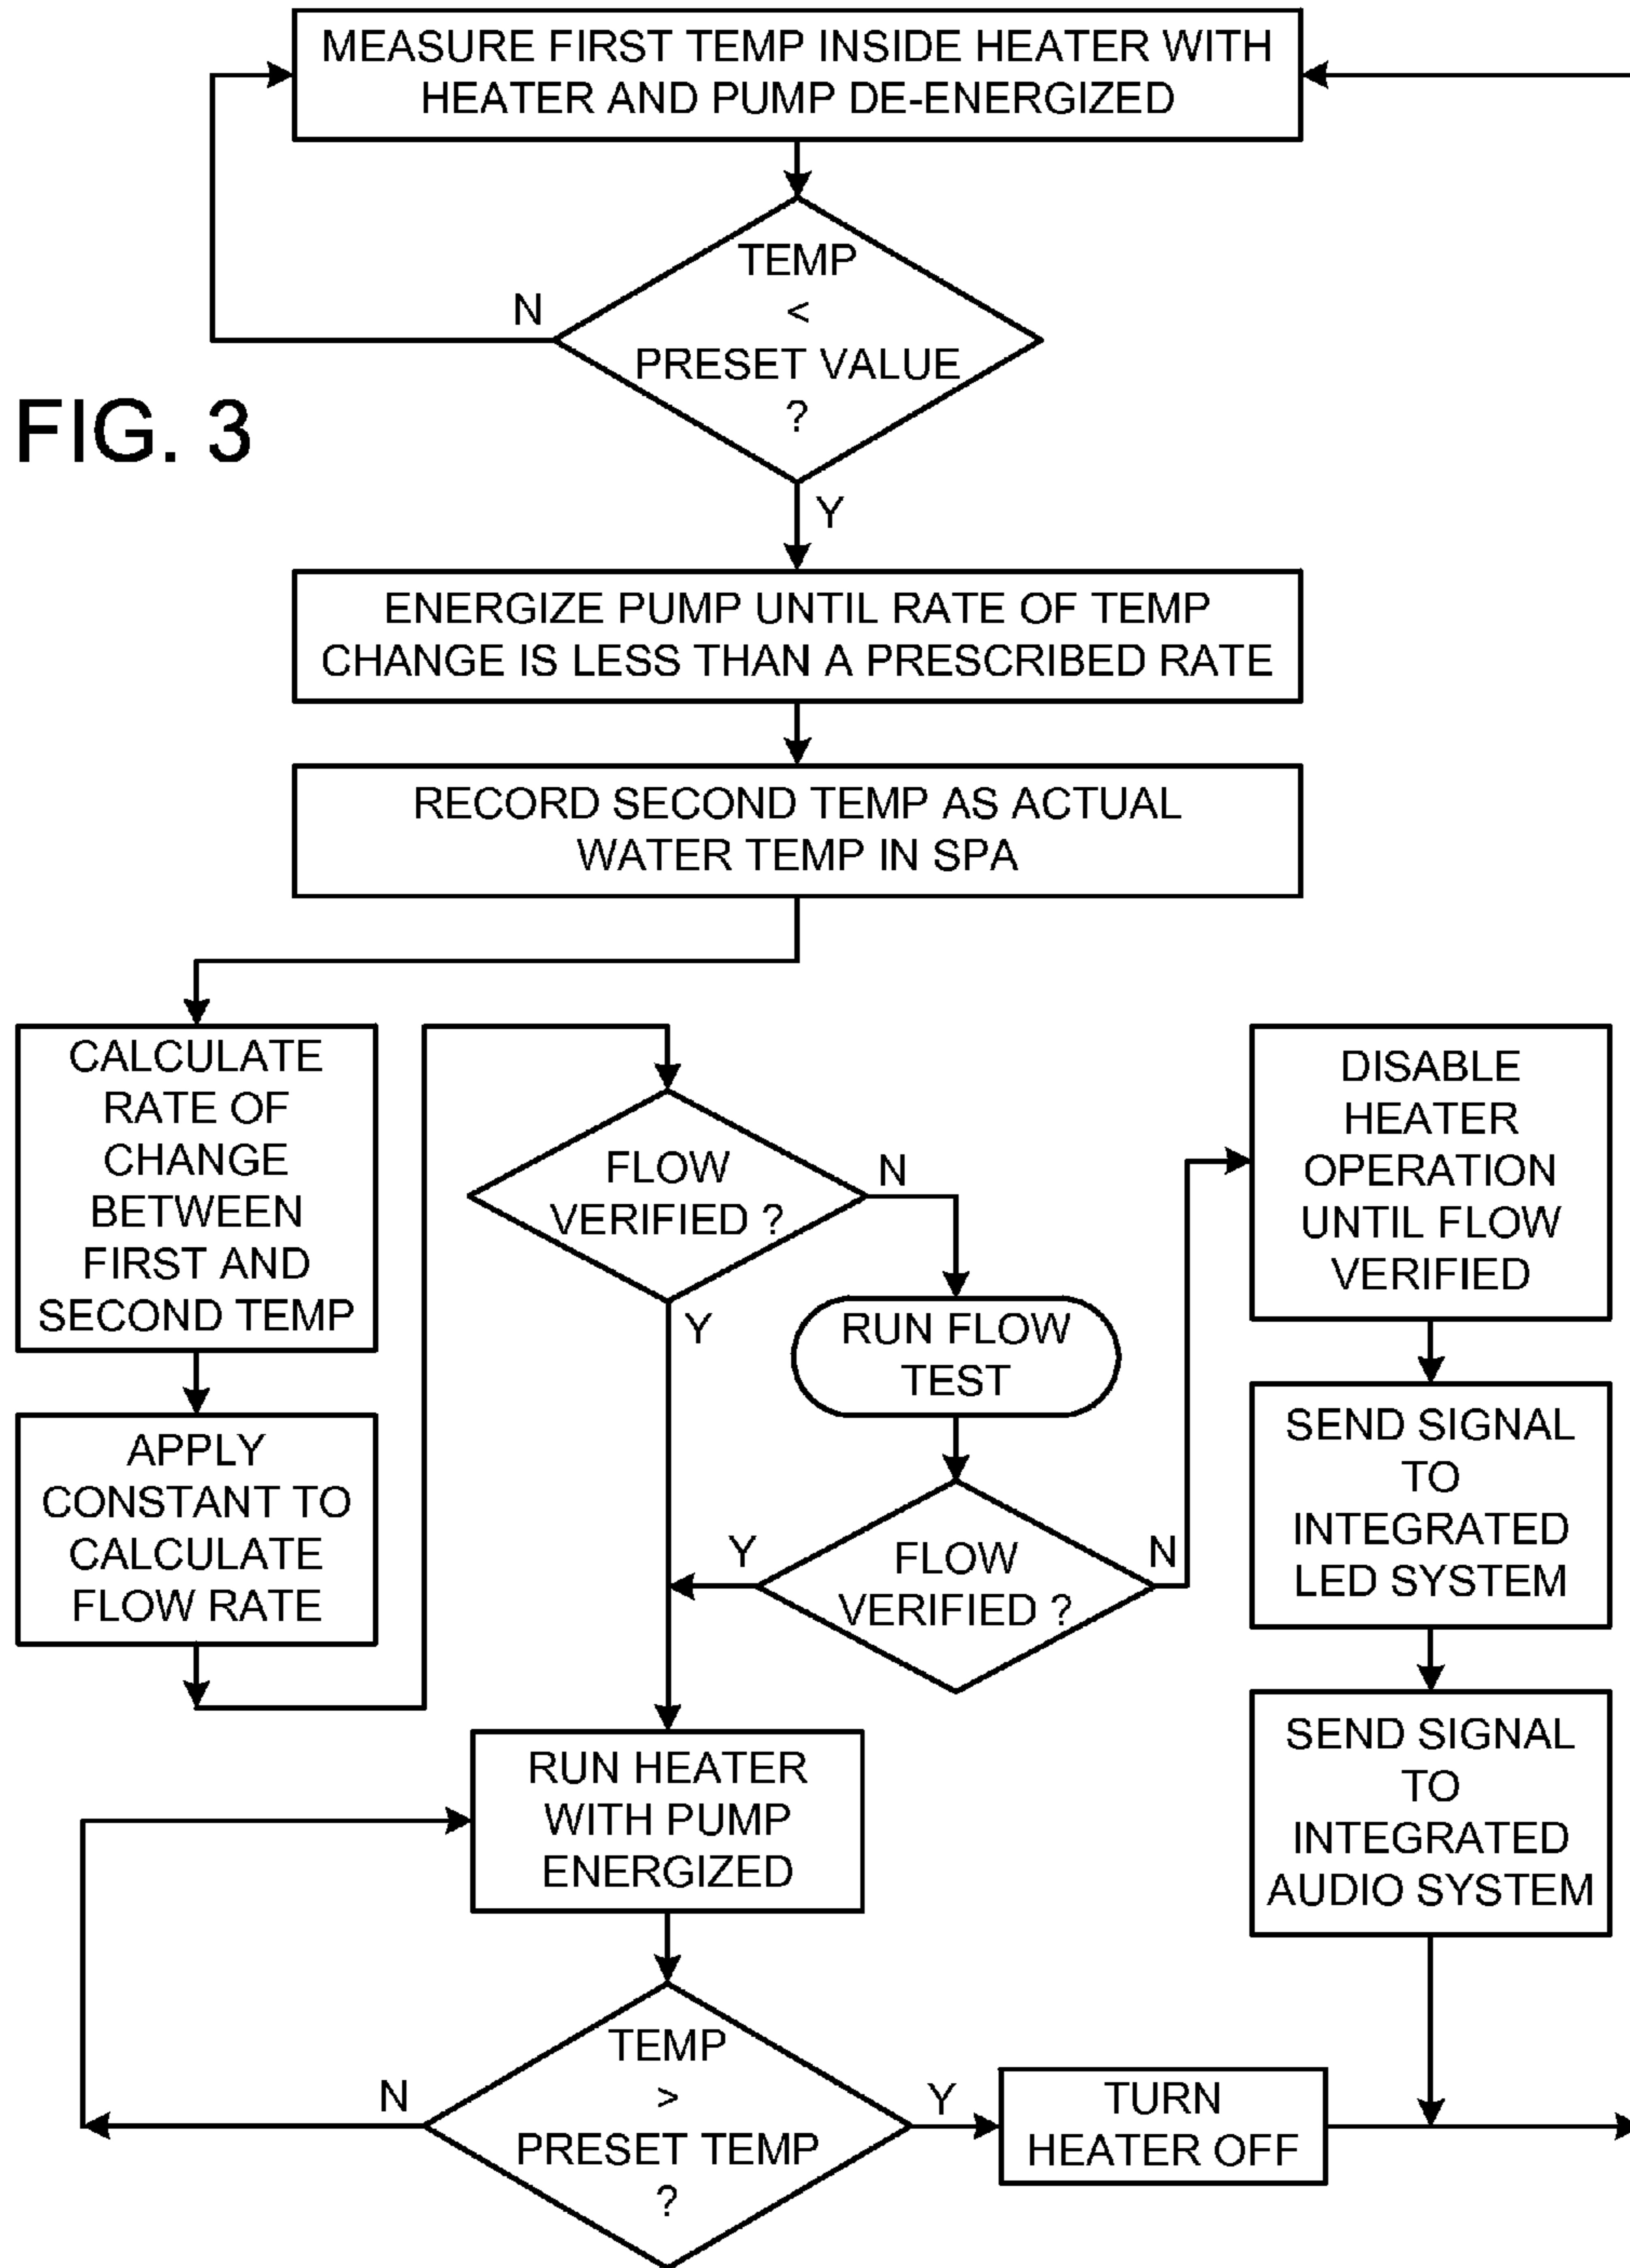 MEASURE FIRST TEMP INSIDE HEATER WITH
HEATER AND PUMP DE-ENERGIZED
TEMP
<
PRESET VALUE
?
N
Y
FIG. 3
ENERGIZE PUMP UNTIL RATE OF TEMP
CHANGE IS LESS THAN A PRESCRIBED RATE
RECORD SECOND TEMP AS ACTUAL
WATER TEMP IN SPA
CALCULATE
RATE OF
CHANGE
BETWEEN
FIRST AND
SECOND TEMP
APPLY
CONSTANT TO
CALCULATE
FLOW RATE
FLOW
VERIFIED ?
N
Y
RUN FLOW
TEST
FLOW
VERIFIED ?
Y
N
DISABLE
HEATER
OPERATION
UNTIL FLOW
VERIFIED
SEND SIGNAL
TO
INTEGRATED
LED SYSTEM
SEND SIGNAL
TO
INTEGRATED
AUDIO SYSTEM
RUN HEATER
WITH PUMP
ENERGIZED
TEMP
>
PRESET TEMP
?
N
Y
TURN
HEATER OFF